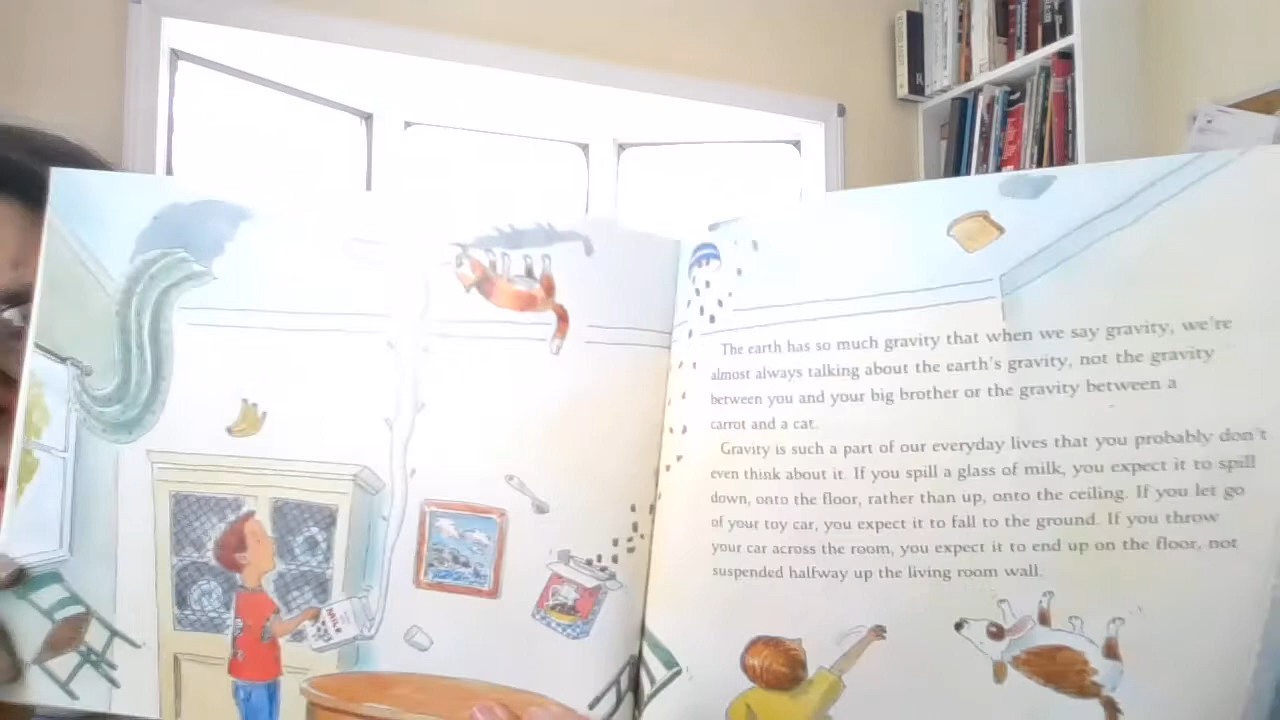 The earth has so much gravity that when we say gravity, we're
almost always talking about the earth's gravity, not the gravity
between you and your big brother or the gravity between a
carrot and a cat.
Gravity is such a part of our everyday lives that you probably don't
even think about it. If you spill a glass of milk, you expect it to spill
down, onto the floor, rather than up, onto the ceiling. If you let go
of your toy car, you expect it to fall to the ground. If you throw
your car across the room, you expect it to end up on the floor, not
suspended halfway up the living room wall.